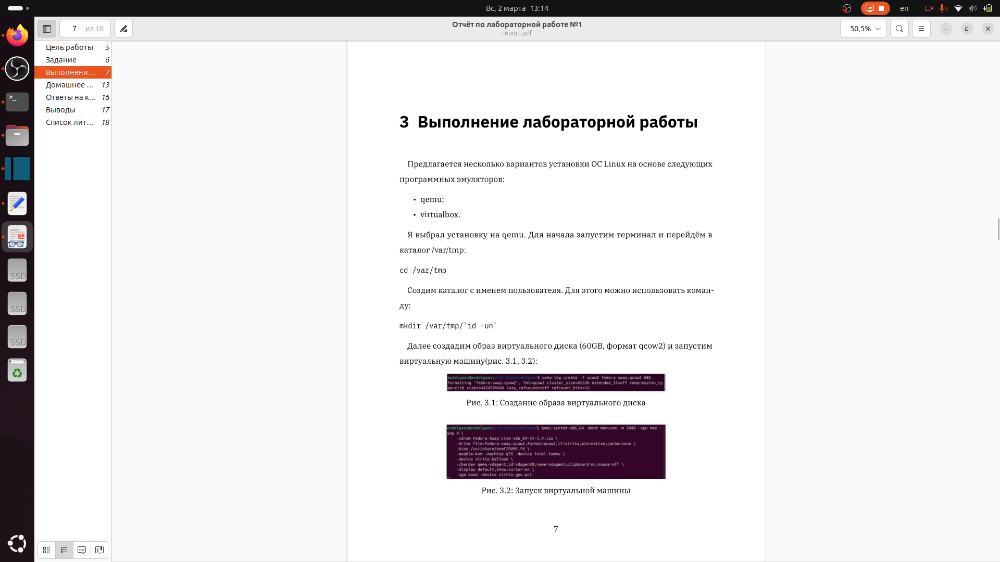 Вс, 2 марта 13:14
en
7 из 18
Отчёт по лабораторной работе №1
report.pdf
50,5%
Цель работы 5
Задание 6
Выполнени... 7
Домашнее ... 13
Ответы на к... 16
Выводы 17
Список лит... 18
>_
SSD
SSD
SSD
3 Выполнение лабораторной работы
Предлагается несколько вариантов установки ОС Linux на основе следующих
программных эмуляторов:
• qemu;
• virtualbox.
Я выбрал установку на qemu. Для начала запустим терминал и перейдём в
каталог /var/tmp:
cd /var/tmp
Создим каталог с именем пользователя. Для этого можно использовать коман-
ду:
mkdir /var/tmp/`id -un`
Далее создадим образ виртуального диска (60GB, формат qcow2) и запустим
виртуальную машину(рис. 3.1, 3.2):
esdolgaev@esdolgaev:/var/tmp/esdolgaev$ qemu-img create -f qcow2 fedora-sway.qcow2 60G
Formatting 'fedora-sway.qcow2', fmt=qcow2 cluster_size=65536 extended_l2=off compression_ty
pe=zlib size=64424509440 lazy_refcounts=off refcount_bits=16
Рис. 3.1: Создание образа виртуального диска
esdolgaev@esdolgaev:/var/tmp/esdolgaev$ qemu-system-x86_64 -boot menu=on -m 2048 -cpu max -
smp 4 \
-cdrom Fedora-Sway-Live-x86_64-41-1.4.iso \
-drive file=fedora-sway.qcow2,format=qcow2,if=virtio,aio=native,cache=none \
-bios /usr/share/ovmf/OVMF.fd \
-enable-kvm -machine q35 -device intel-iommu \
-device virtio-balloon \
-chardev qemu-vdagent,id=vdagent0,name=vdagent,clipboard=on,mouse=off \
-display default,show-cursor=on \
-vga none -device virtio-gpu-pci
Рис. 3.2: Запуск виртуальной машины
7